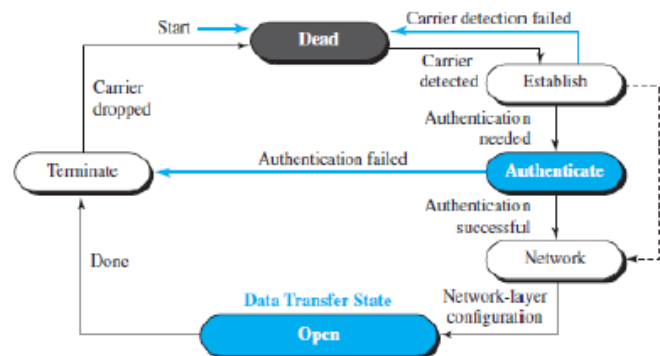 Carrier detection failed
Start
Dead
Carrier
detected
Establish
Carrier
dropped
Authentication
needed
Terminate
Authentication failed
Authenticate
Authentication
successful
Done
Network
Data Transfer State
Network-layer
configuration
Open